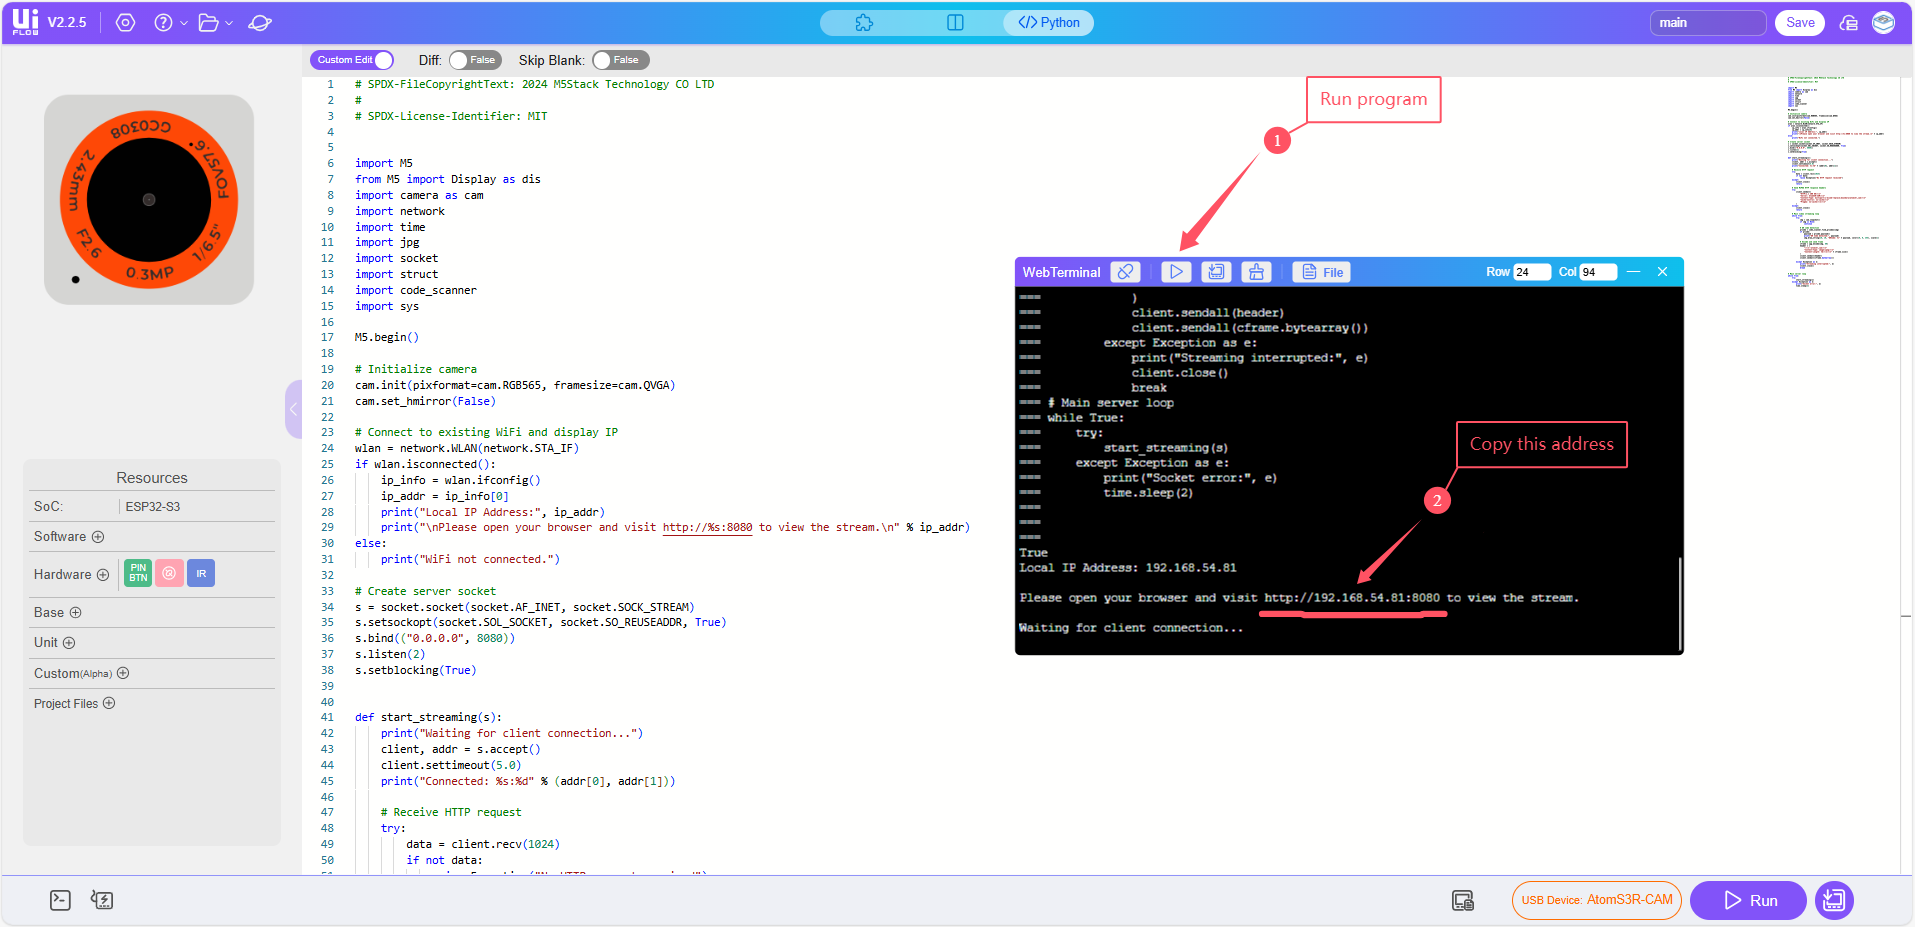 Ui
FLOW
V2.2.5
Python
main
Save
Custom Edit
Diff:
False
Skip Blank:
False
GC0308
FOV57.6°
1/6.5"
0.3MP
F2.6
2.43mm
Resources
SoC:
ESP32-S3
Software
Hardware
PIN
BTN
IR
Base
Unit
Custom(Alpha)
Project Files
1 # SPDX-FileCopyrightText: 2024 M5Stack Technology CO LTD
2 #
3 # SPDX-License-Identifier: MIT
4
5
6 import M5
7 from M5 import Display as dis
8 import camera as cam
9 import network
10 import time
11 import jpg
12 import socket
13 import struct
14 import code_scanner
15 import sys
16
17 M5.begin()
18
19 # Initialize camera
20 cam.init(pixformat=cam.RGB565, framesize=cam.QVGA)
21 cam.set_hmirror(False)
22
23 # Connect to existing WiFi and display IP
24 wlan = network.WLAN(network.STA_IF)
25 if wlan.isconnected():
26 ip_info = wlan.ifconfig()
27 ip_addr = ip_info[0]
28 print("Local IP Address:", ip_addr)
29 print("\nPlease open your browser and visit http://%s:8080 to view the stream.\n" % ip_addr)
30 else:
31 print("WiFi not connected.")
32
33 # Create server socket
34 s = socket.socket(socket.AF_INET, socket.SOCK_STREAM)
35 s.setsockopt(socket.SOL_SOCKET, socket.SO_REUSEADDR, True)
36 s.bind(("0.0.0.0", 8080))
37 s.listen(2)
38 s.setblocking(True)
39
40
41 def start_streaming(s):
42 print("Waiting for client connection...")
43 client, addr = s.accept()
44 client.settimeout(5.0)
45 print("Connected: %s:%d" % (addr[0], addr[1]))
46
47 # Receive HTTP request
48 try:
49 data = client.recv(1024)
50 if not data:
Run program
1
WebTerminal
File
Row 24
Col 94
=== )
=== client.sendall(header)
=== client.sendall(cframe.bytearray())
=== except Exception as e:
=== print("Streaming interrupted:", e)
=== client.close()
=== break
=== # Main server loop
=== while True:
=== try:
=== start_streaming(s)
=== except Exception as e:
=== print("Socket error:", e)
=== time.sleep(2)
===
===
===
True
Local IP Address: 192.168.54.81
Please open your browser and visit http://192.168.54.81:8080 to view the stream.
Waiting for client connection...
Copy this address
2
USB Device: AtomS3R-CAM
Run